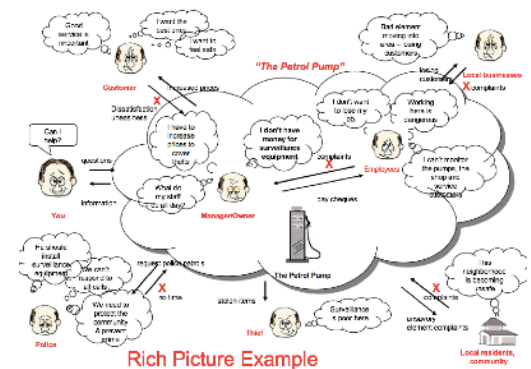 Good
service is
important
I want the
best price
I want to
feel safe
Customer
increased prices
X
Dissatisfaction
uneasiness
"The Petrol Pump"
Bad element
moving into
area – losing
customers
Local businesses
losing
customers
X
complaints
Can I
help?
You
questions
Information
I have to
increase
prices to
cover
thefts
What do
my staff
do all day?
I don't have
money for
surveillance
equipment.
Manager/Owner
I don't want
to lose my
job.
Working
here is
dangerous
Employees
I can't monitor
the pumps, the
shop and
service
customers
complaints
X
pay cheques
The Petrol Pump
He should
install
surveillance
equipment
We can't
respond to
all calls
We need to
protect the
community
& prevent
crime
Police
request police patrols
X
no time
stolen items
Thief
Surveillance
is poor here
This
neighborhood
is becoming
unsafe
X
complaints
unsavory
element complaints
Local residents,
community
Rich Picture Example